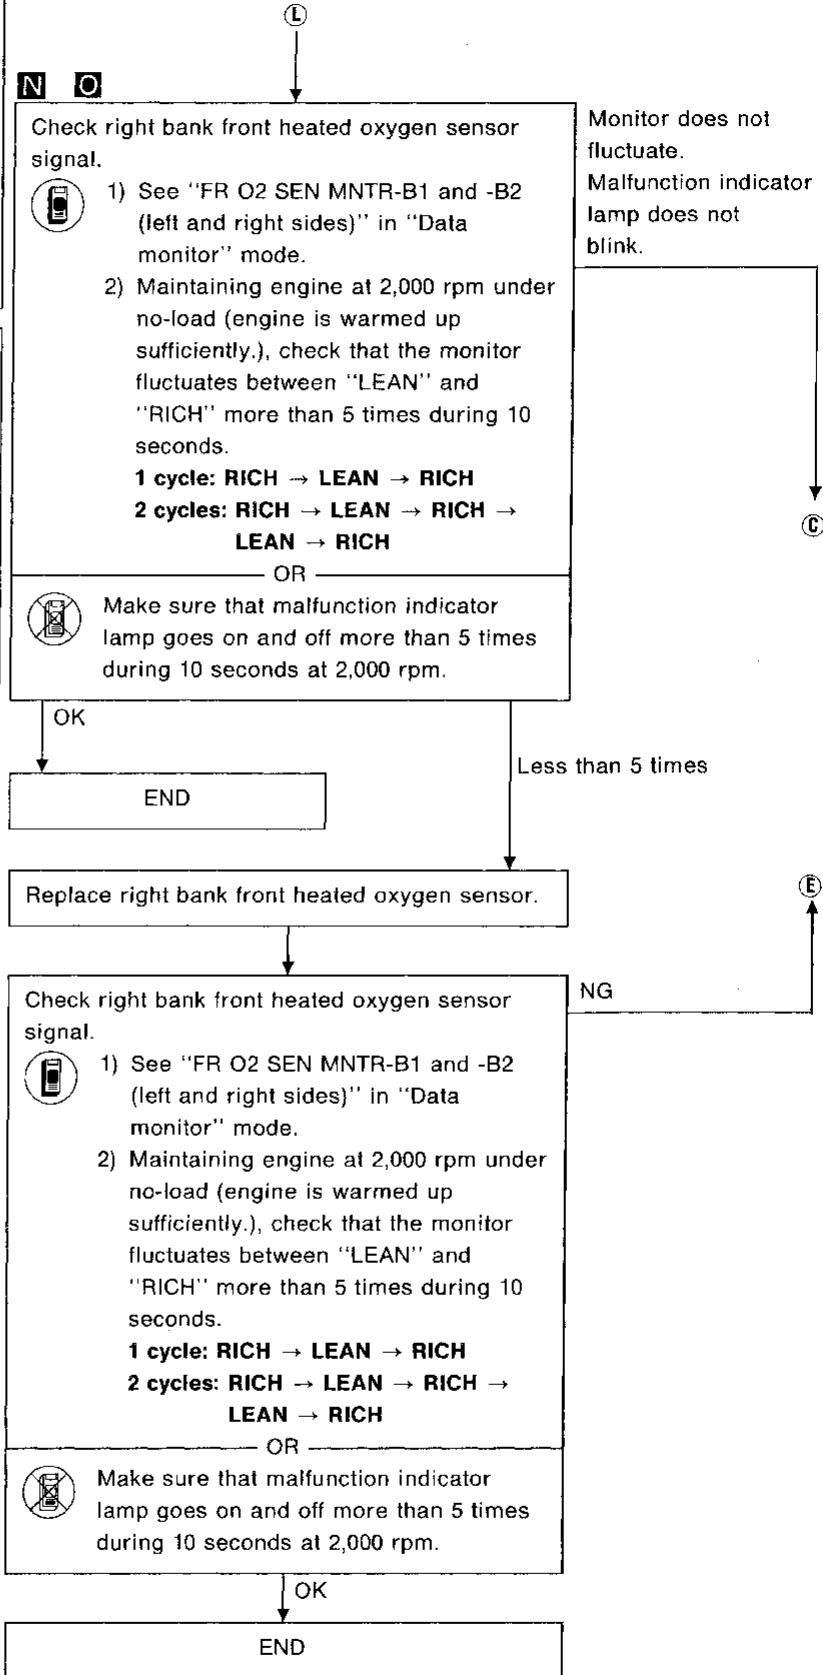 L
N O
Check right bank front heated oxygen sensor
signal.
1) See "FR O2 SEN MNTR-B1 and -B2
(left and right sides)" in "Data
monitor" mode.
2) Maintaining engine at 2,000 rpm under
no-load (engine is warmed up
sufficiently.), check that the monitor
fluctuates between "LEAN" and
"RICH" more than 5 times during 10
seconds.
1 cycle: RICH → LEAN → RICH
2 cycles: RICH → LEAN → RICH →
LEAN → RICH
OR
Make sure that malfunction indicator
lamp goes on and off more than 5 times
during 10 seconds at 2,000 rpm.
Monitor does not
fluctuate.
Malfunction indicator
lamp does not
blink.
C
OK
END
Less than 5 times
Replace right bank front heated oxygen sensor.
E
Check right bank front heated oxygen sensor
signal.
1) See "FR O2 SEN MNTR-B1 and -B2
(left and right sides)" in "Data
monitor" mode.
2) Maintaining engine at 2,000 rpm under
no-load (engine is warmed up
sufficiently.), check that the monitor
fluctuates between "LEAN" and
"RICH" more than 5 times during 10
seconds.
1 cycle: RICH → LEAN → RICH
2 cycles: RICH → LEAN → RICH →
LEAN → RICH
OR
Make sure that malfunction indicator
lamp goes on and off more than 5 times
during 10 seconds at 2,000 rpm.
NG
OK
END